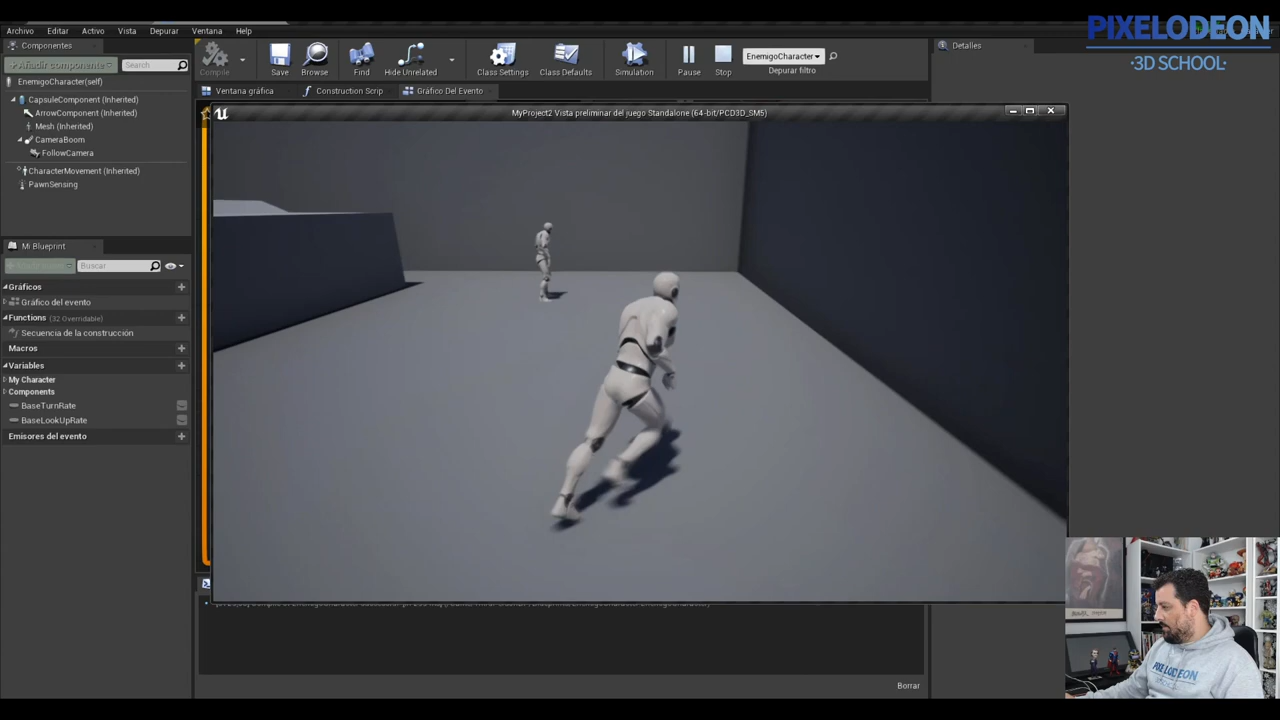 Archivo Editar Activo Vista Depurar Ventana Help
PIXELODEON
·3D SCHOOL·
Componentes
+ Añadir componente
Search
EnemigoCharacter(self)
CapsuleComponent (Inherited)
ArrowComponent (Inherited)
Mesh (Inherited)
CameraBoom
FollowCamera
CharacterMovement (Inherited)
PawnSensing
Compile Save Browse Find Hide Unrelated Class Settings Class Defaults Simulation Pause Stop
EnemigoCharacter
Depurar filtro
Detalles
Ventana gráfica Construction Scrip Gráfico Del Evento
MyProject2 Vista preliminar del juego Standalone (64-bit/PCD3D_SM5)
Mi Blueprint
Buscar
Gráficos
Gráfico del evento
Functions (32 Overridable)
Secuencia de la construcción
Macros
Variables
My Character
Components
BaseTurnRate
BaseLookUpRate
Emisores del evento
Borrar
PIXELODEON